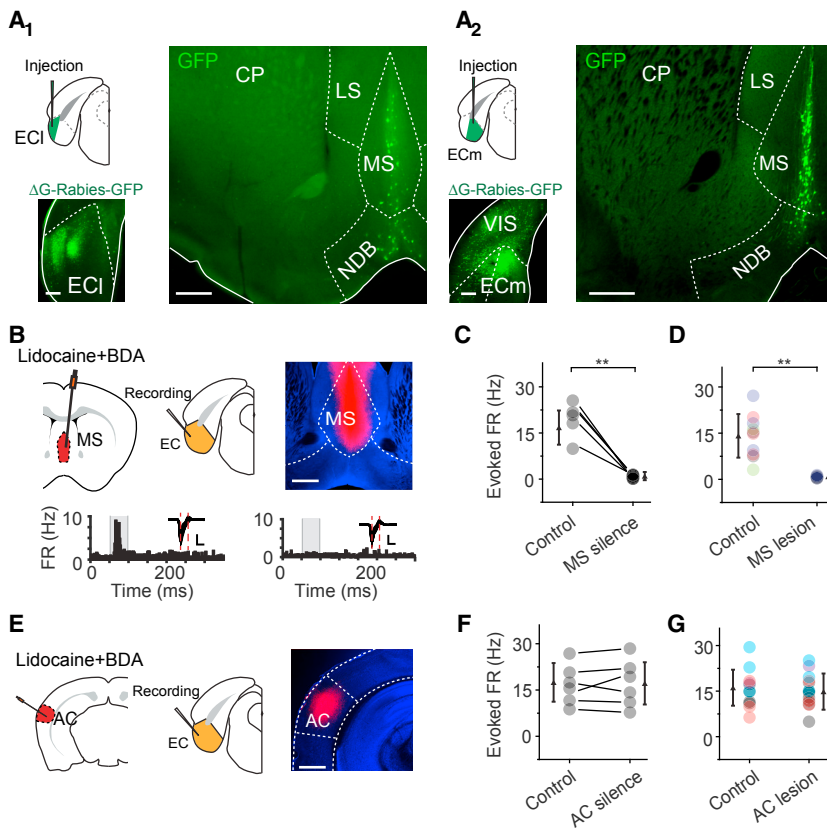 A1
Injection
ECl
ΔG-Rabies-GFP
ECl
GFP
CP
LS
MS
NDB
A2
Injection
ECm
ΔG-Rabies-GFP
VIS
ECm
GFP
CP
LS
MS
NDB
B
Lidocaine+BDA
MS
Recording
EC
MS
FR (Hz)
10
0
0
200
Time (ms)
10
0
0
200
Time (ms)
C
Evoked FR (Hz)
30
15
0
**
Control
MS silence
D
30
15
0
**
Control
MS lesion
E
Lidocaine+BDA
AC
Recording
EC
AC
F
Evoked FR (Hz)
30
15
0
Control
AC silence
G
30
15
0
Control
AC lesion